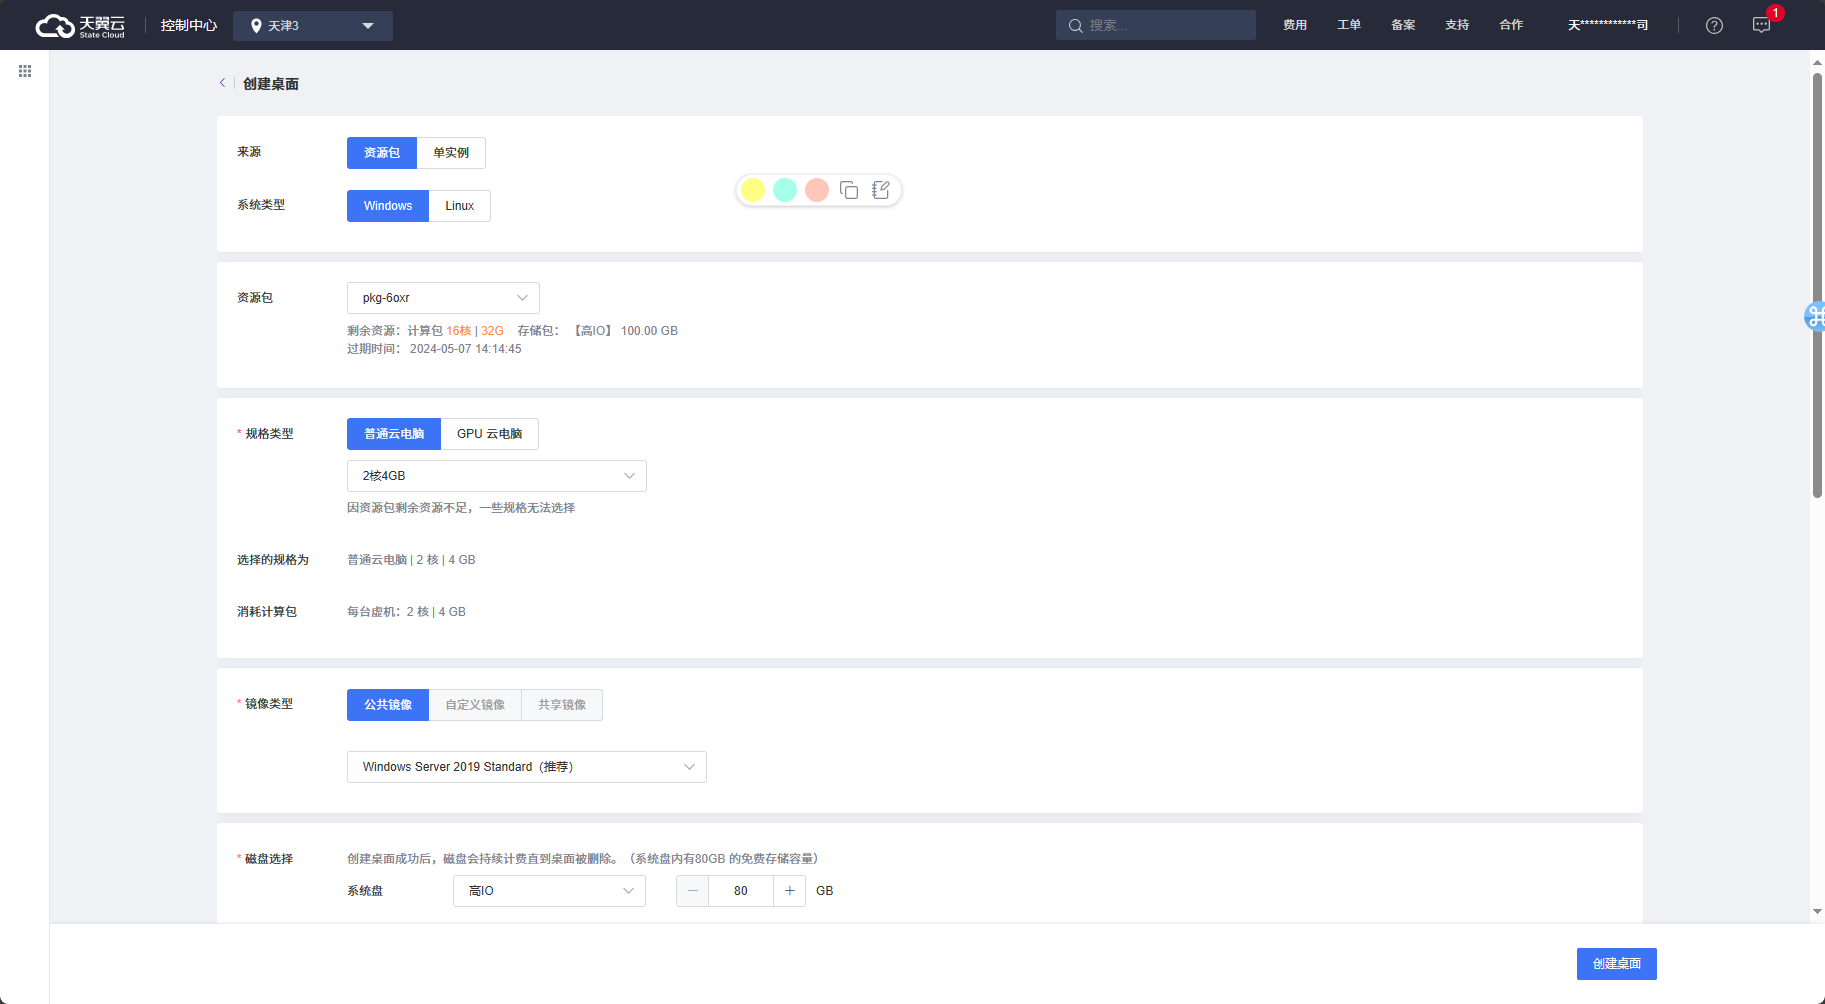 天翼云
State Cloud
控制中心
天津3
搜索...
费用
工单
备案
支持
合作
天************司
1
创建桌面
来源
资源包
单实例
系统类型
Windows
Linux
资源包
pkg-6oxr
剩余资源：计算包 16核 | 32G 存储包： 【高IO】 100.00 GB
过期时间： 2024-05-07 14:14:45
* 规格类型
普通云电脑
GPU 云电脑
2核4GB
因资源包剩余资源不足，一些规格无法选择
选择的规格为
普通云电脑 | 2 核 | 4 GB
消耗计算包
每台虚机：2 核 | 4 GB
* 镜像类型
公共镜像
自定义镜像
共享镜像
Windows Server 2019 Standard（推荐）
* 磁盘选择
创建桌面成功后，磁盘会持续计费直到桌面被删除。（系统盘内有80GB 的免费存储容量）
系统盘
高IO
80
GB
创建桌面